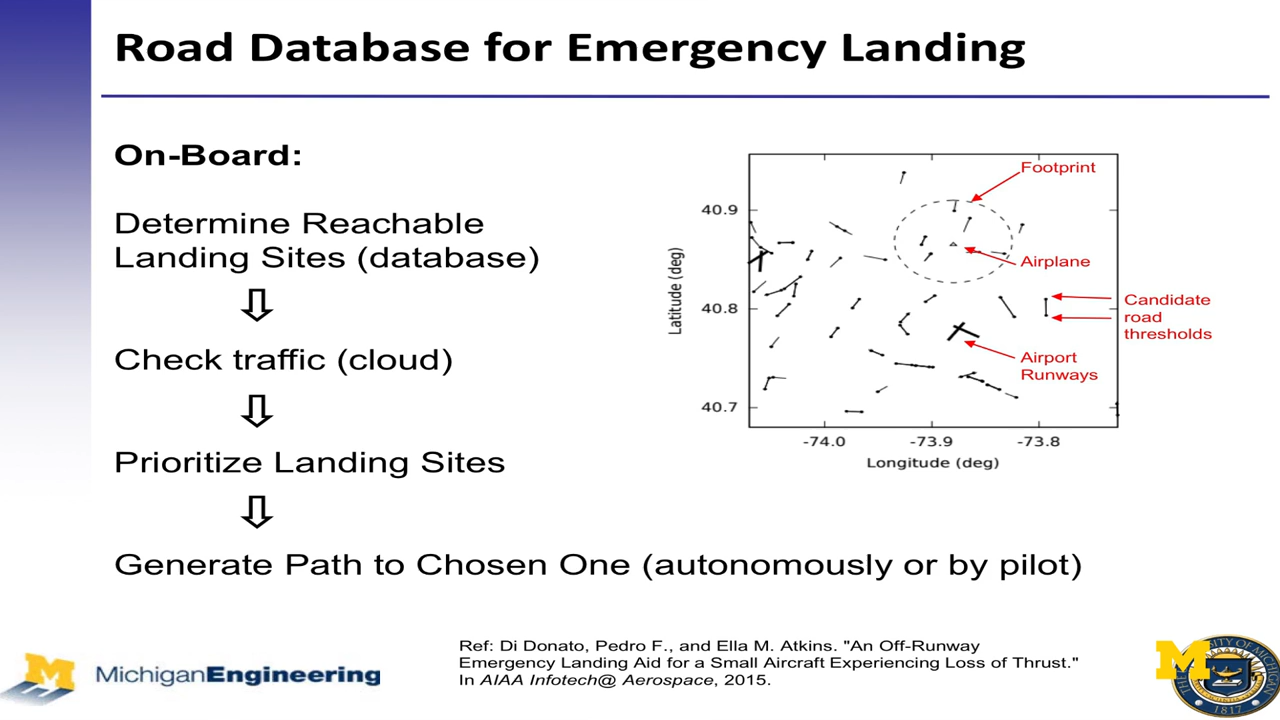 Road Database for Emergency Landing
On-Board:
Determine Reachable
Landing Sites (database)
Check traffic (cloud)
Prioritize Landing Sites
Generate Path to Chosen One (autonomously or by pilot)
Footprint
Airplane
Candidate
road
thresholds
Airport
Runways
Latitude (deg)
40.9
40.8
40.7
-74.0
-73.9
-73.8
Longitude (deg)
M
MichiganEngineering
Ref: Di Donato, Pedro F., and Ella M. Atkins. "An Off-Runway
Emergency Landing Aid for a Small Aircraft Experiencing Loss of Thrust."
In AIAA Infotech@ Aerospace, 2015.
M
1817